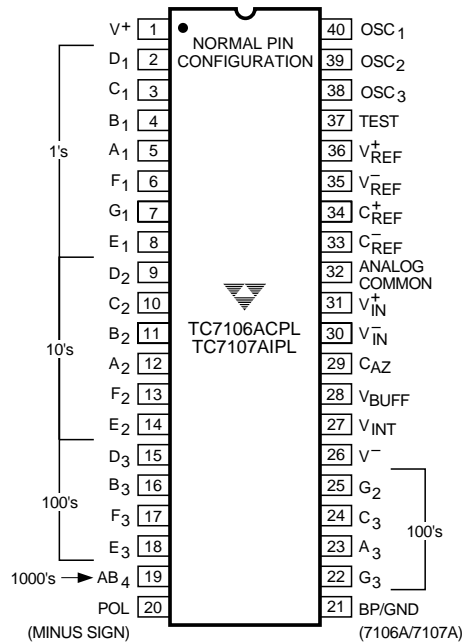 V+ 1
D1 2
C1 3
B1 4
A1 5
F1 6
G1 7
E1 8
1's
D2 9
C2 10
B2 11
A2 12
F2 13
E2 14
10's
D3 15
B3 16
F3 17
E3 18
100's
1000's AB4 19
POL 20
(MINUS SIGN)
NORMAL PIN
CONFIGURATION
TC7106ACPL
TC7107AIPL
40 OSC1
39 OSC2
38 OSC3
37 TEST
36 V+REF
35 V−REF
34 C+REF
33 C−REF
32 ANALOG
COMMON
31 V+IN
30 V−IN
29 CAZ
28 VBUFF
27 VINT
26 V−
25 G2
24 C3
23 A3
22 G3
100's
21 BP/GND
(7106A/7107A)